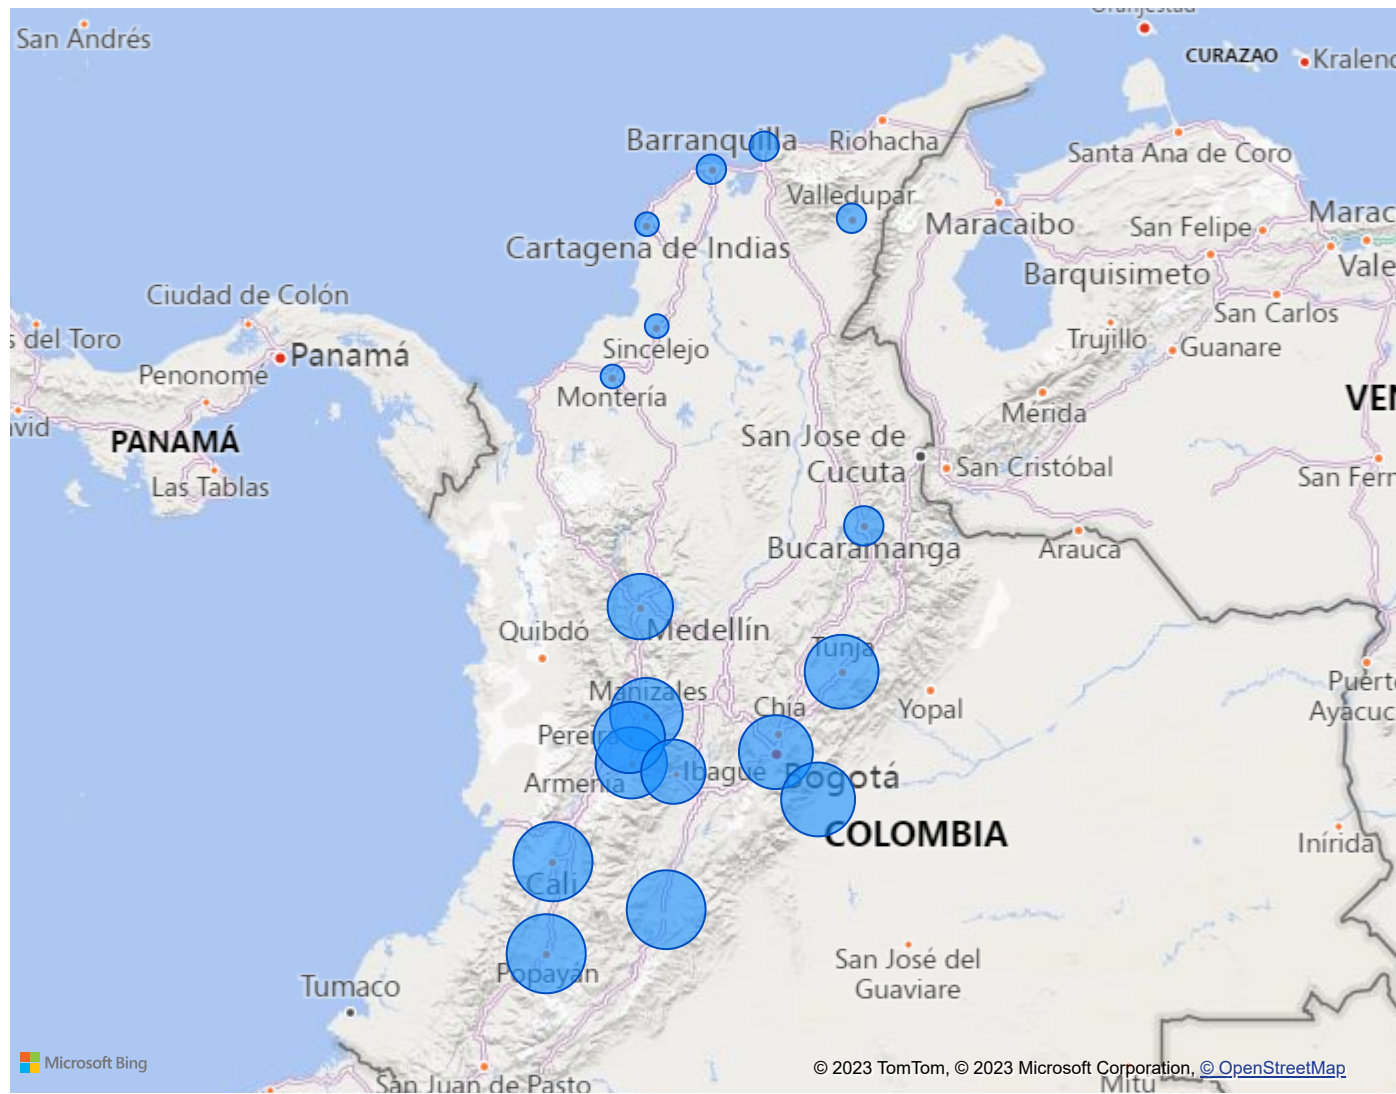 Oranjestad
San Andrés
CURAZAO
Kralend
Barranquilla
Riohacha
Santa Ana de Coro
Valledupar
Maracaibo
San Felipe
Marac
Cartagena de Indias
Barquisimeto
Vale
Ciudad de Colón
San Carlos
s del Toro
Panamá
Sincelejo
Trujillo
Guanare
Penonomé
Montería
Mérida
VEN
avid
PANAMÁ
San Jose de
Cucuta
San Cristóbal
San Fern
Las Tablas
Bucaramanga
Arauca
Quibdó
Medellín
Tunja
Manizales
Chía
Yopal
Puerto
Ayacuc
Pereira
Armenia
Ibagué
Bogotá
COLOMBIA
Inírida
Cali
San José del
Guaviare
Popayán
Tumaco
Microsoft Bing
© 2023 TomTom, © 2023 Microsoft Corporation, © OpenStreetMap
San Juan de Pasto
Mitú